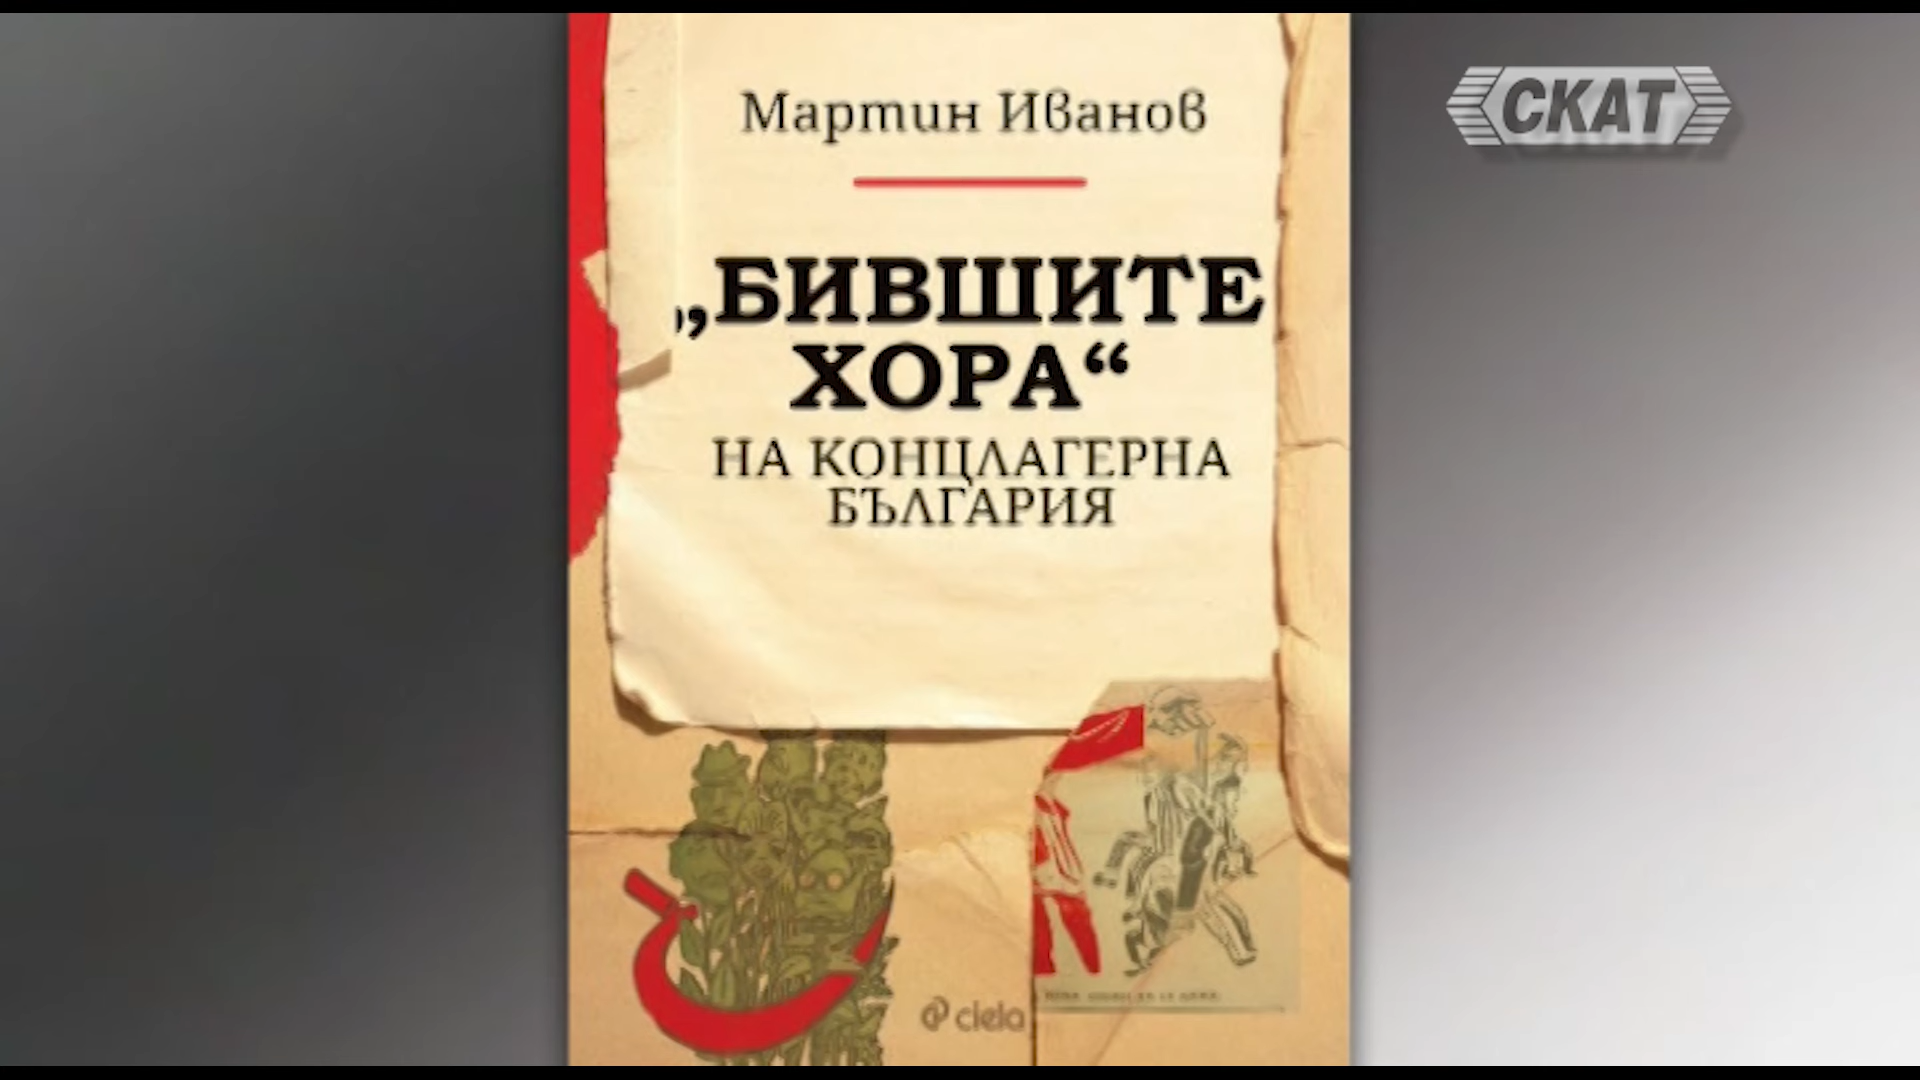 Мартин Иванов
СКАТ
„БИВШИТЕ
ХОРА“
НА КОНЦЛАГЕРНА
БЪЛГАРИЯ
ciela